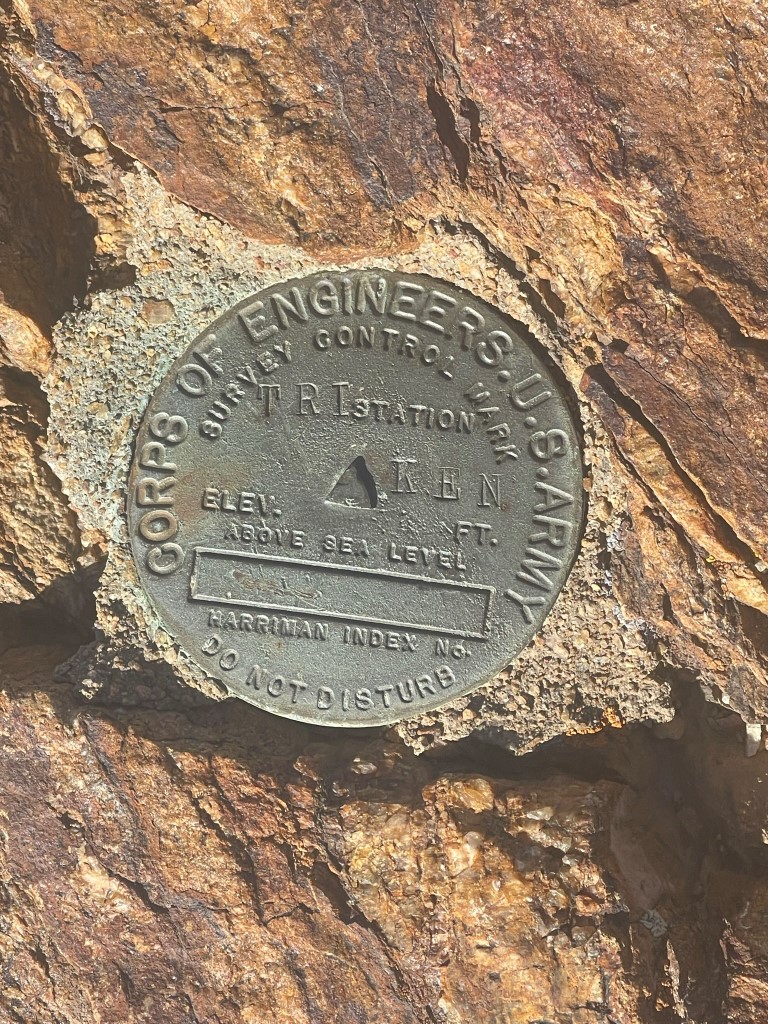 CORPS OF ENGINEERS. U.S. ARMY
SURVEY CONTROL MARK
TRI STATION
KEN
ELEV. FT.
ABOVE SEA LEVEL
HARRIMAN INDEX No.
DO NOT DISTURB